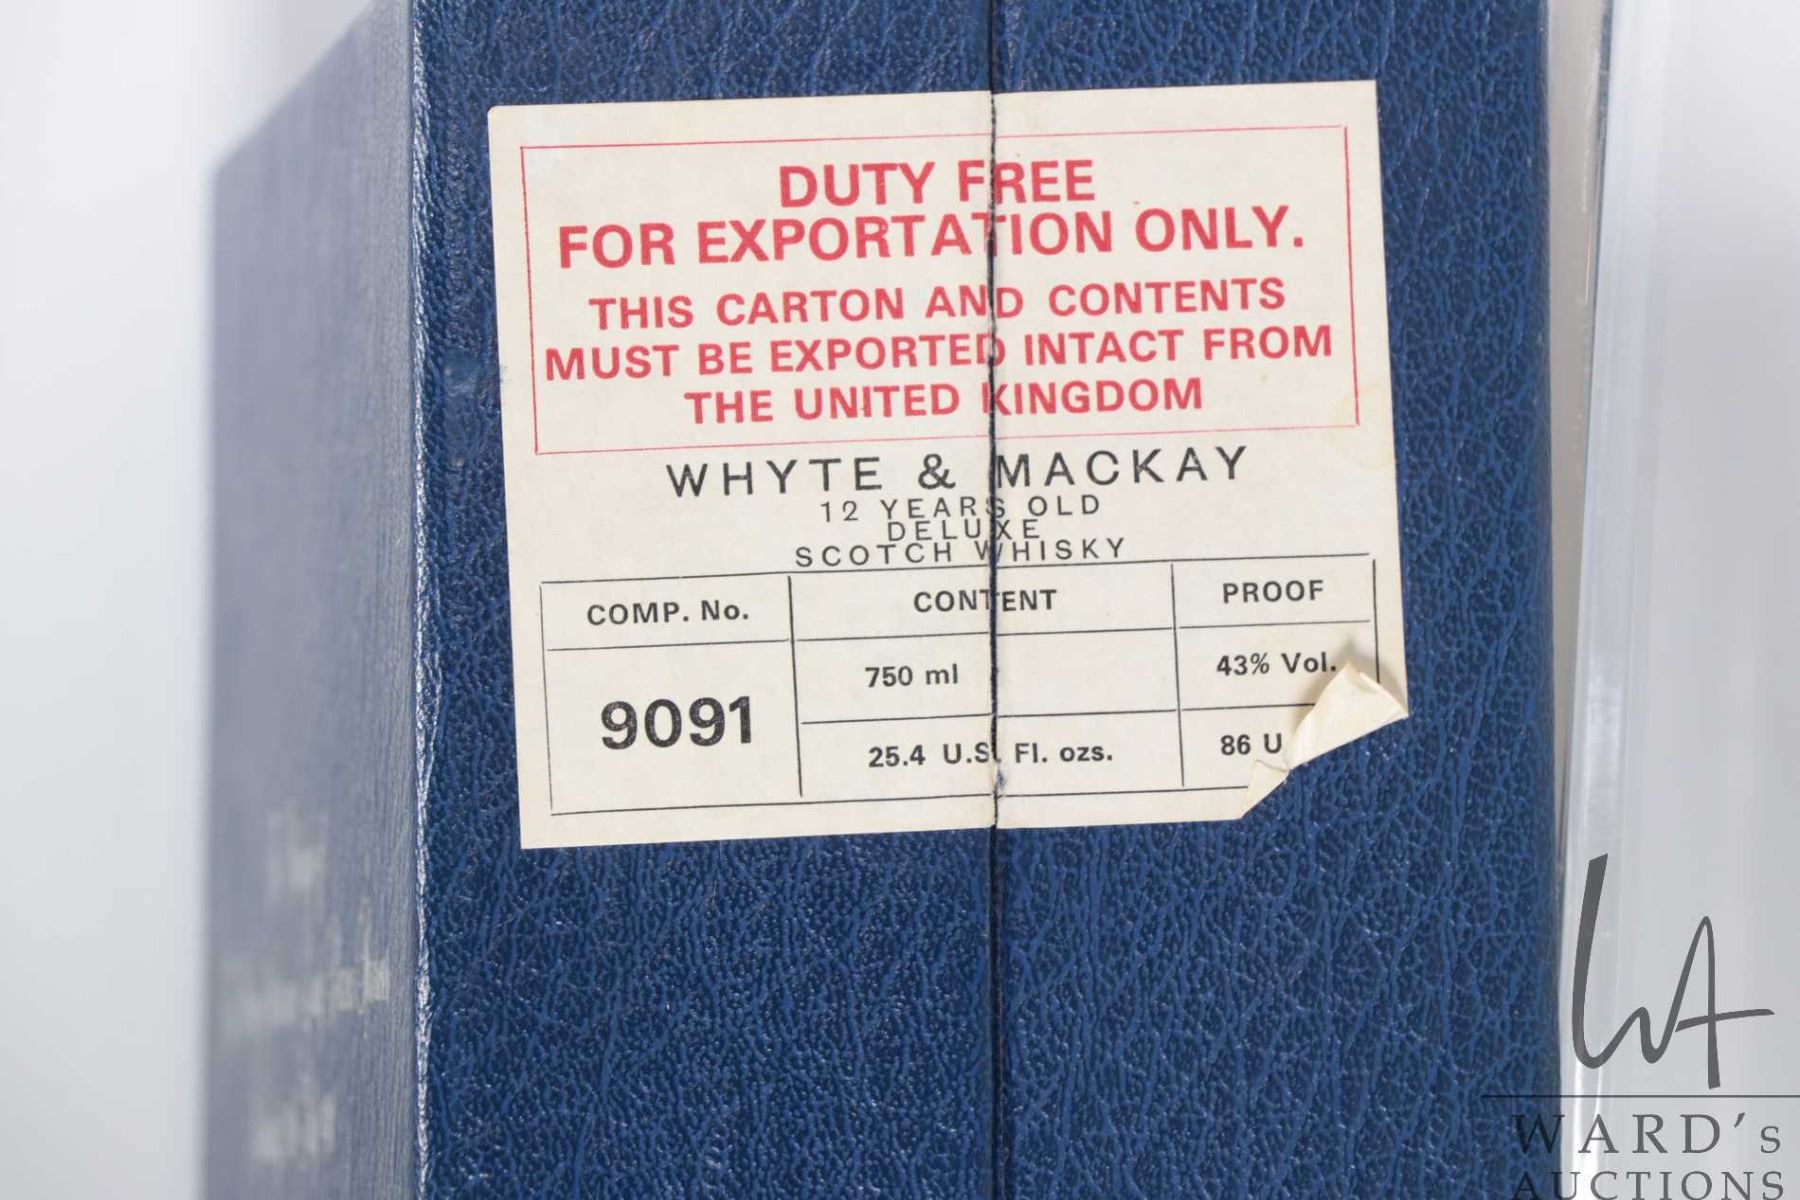 DUTY FREE
FOR EXPORTATION ONLY.
THIS CARTON AND CONTENTS
MUST BE EXPORTED INTACT FROM
THE UNITED KINGDOM
WHYTE & MACKAY
12 YEARS OLD
DELUXE
SCOTCH WHISKY
COMP. No. CONTENT PROOF
9091 750 ml 43% Vol.
25.4 U.S. Fl. ozs. 86 U
WA
WARD's
AUCTIONS